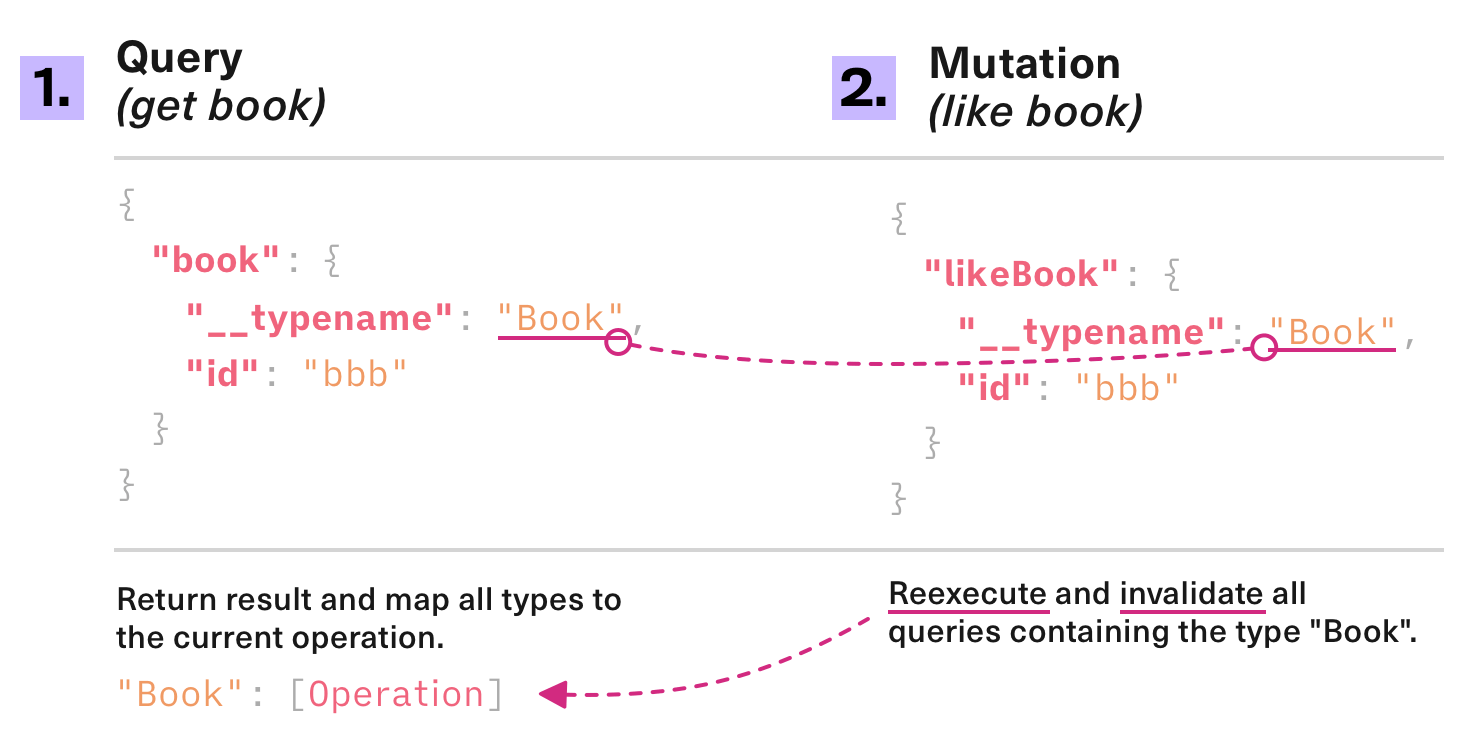 1.
Query
(get book)
{
"book": {
"__typename": "Book",
"id": "bbb"
}
}
Return result and map all types to
the current operation.
"Book": [Operation]
2.
Mutation
(like book)
{
"likeBook": {
"__typename": "Book",
"id": "bbb"
}
}
Reexecute and invalidate all
queries containing the type "Book".